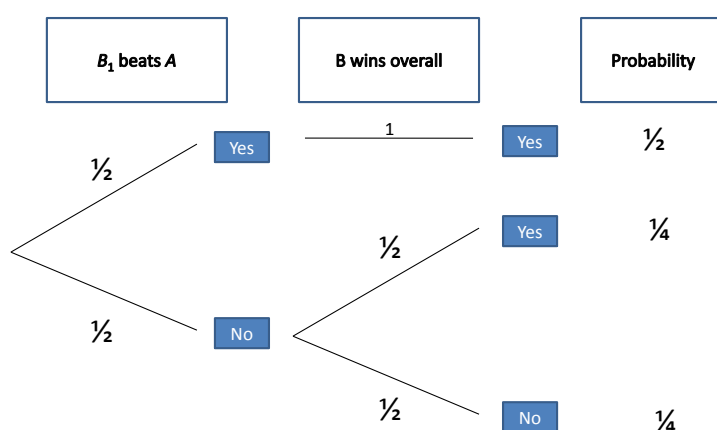 B₁ beats A
B wins overall
Probability
Yes
1
Yes
½
½
Yes
¼
½
½
No
½
No
¼